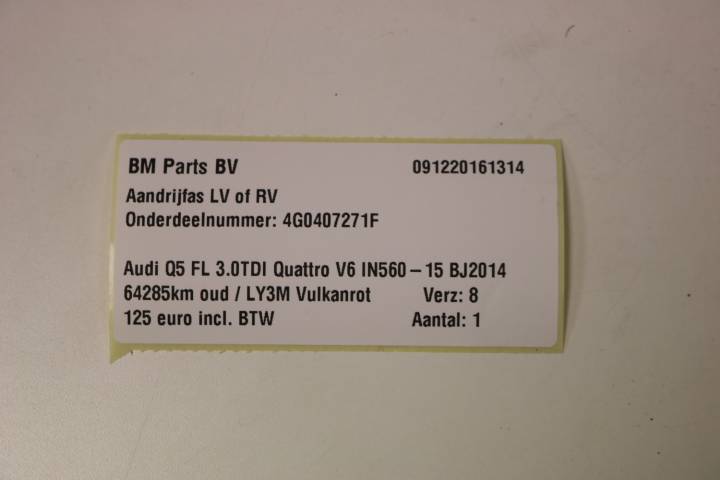 BM Parts BV 091220161314
Aandrijfas LV of RV
Onderdeelnummer: 4G0407271F
Audi Q5 FL 3.0TDI Quattro V6 IN560 – 15 BJ2014
64285km oud / LY3M Vulkanrot Verz: 8
125 euro incl. BTW Aantal: 1